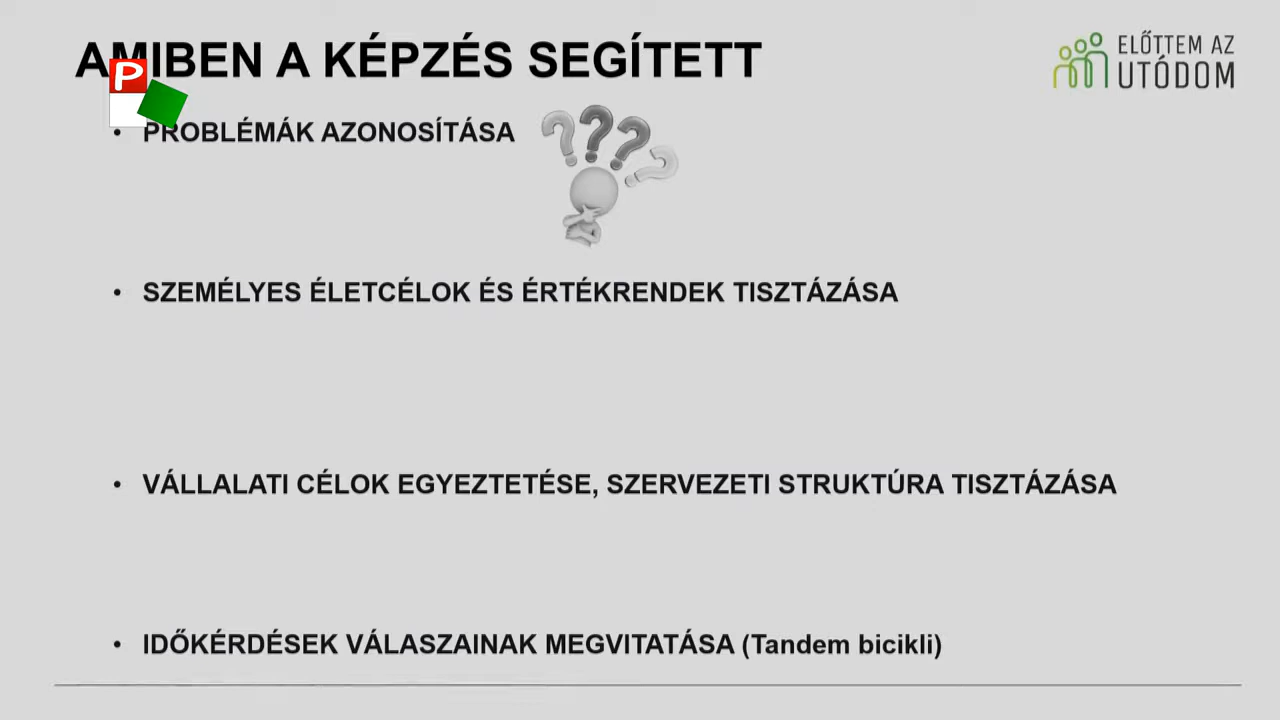 AMIBEN A KÉPZÉS SEGÍTETT
ELŐTTEM AZ
UTÓDOM
P
• PROBLÉMÁK AZONOSÍTÁSA
• SZEMÉLYES ÉLETCÉLOK ÉS ÉRTÉKRENDEK TISZTÁZÁSA
• VÁLLALATI CÉLOK EGYEZTETÉSE, SZERVEZETI STRUKTÚRA TISZTÁZÁSA
• IDŐKÉRDÉSEK VÁLASZAINAK MEGVITATÁSA (Tandem bicikli)